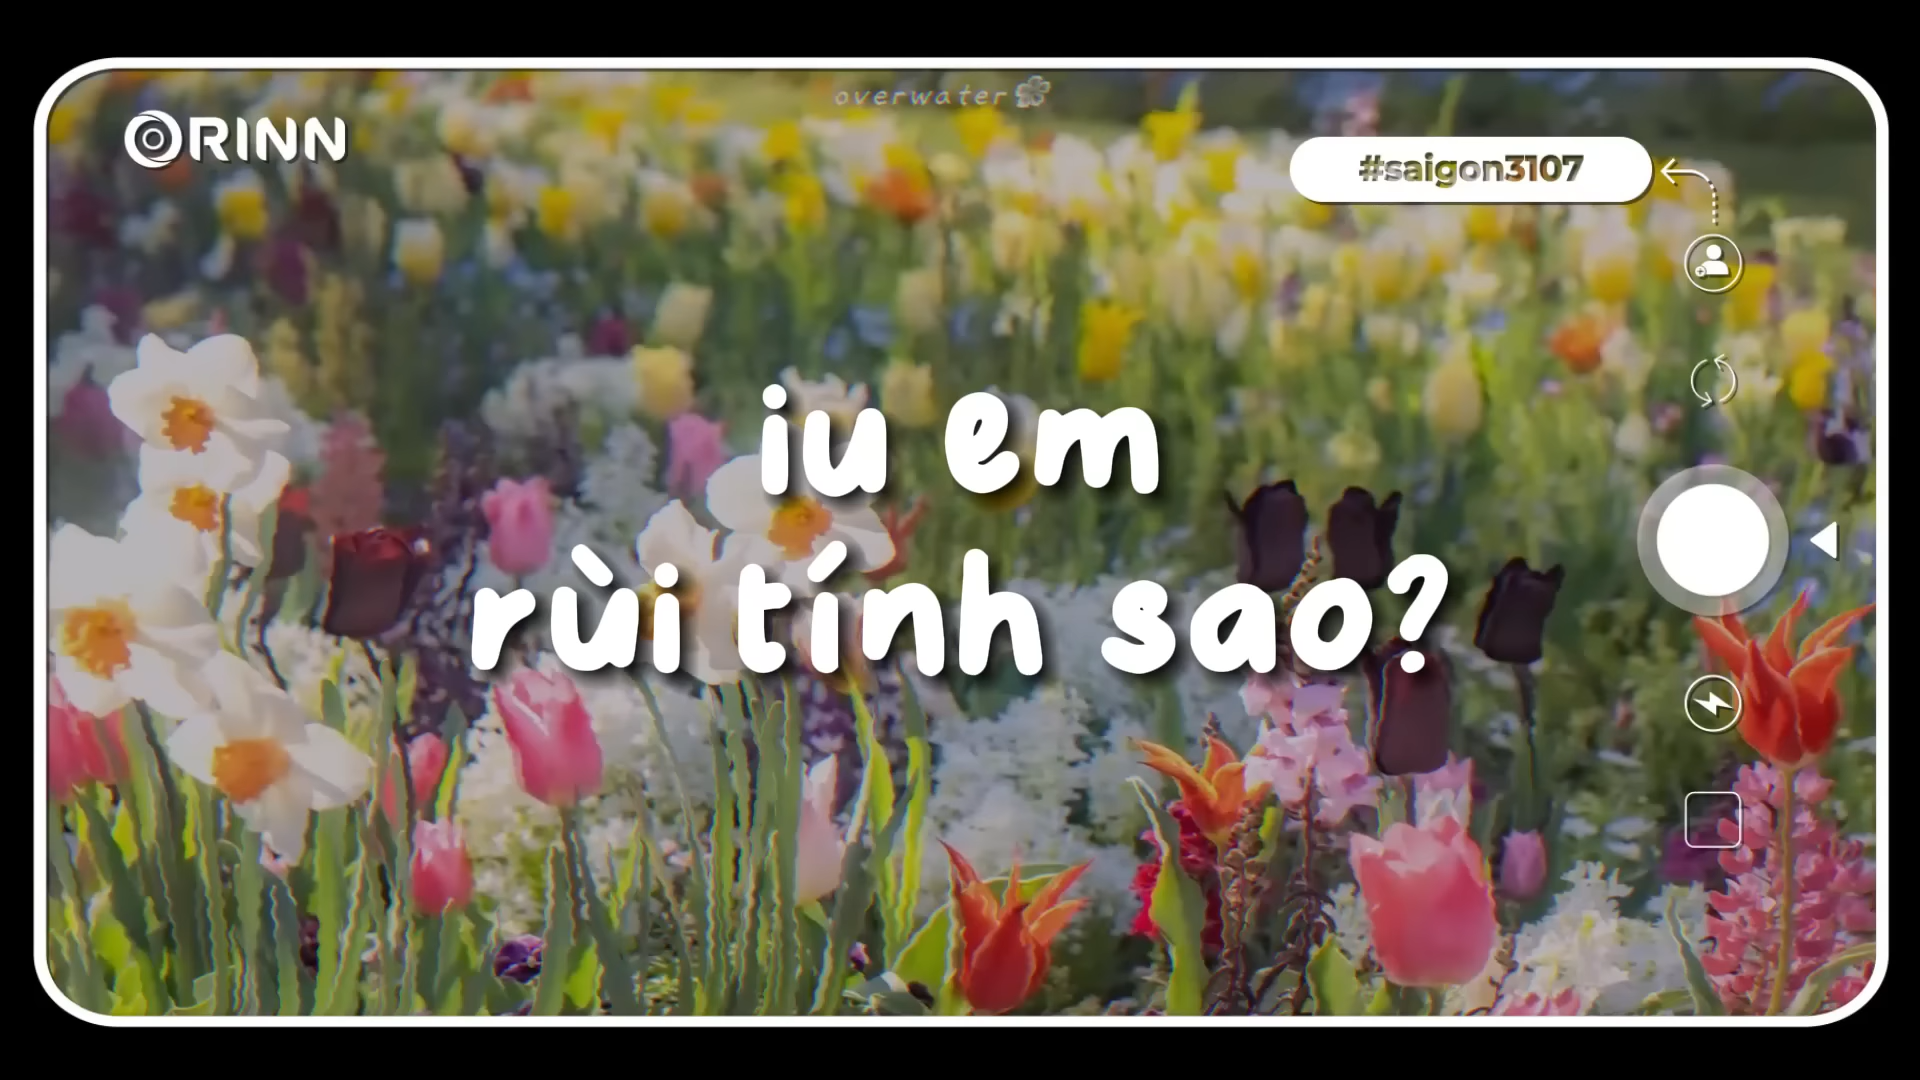 overwater
ORINN
#saigon3107
iu em
rùi tính sao?